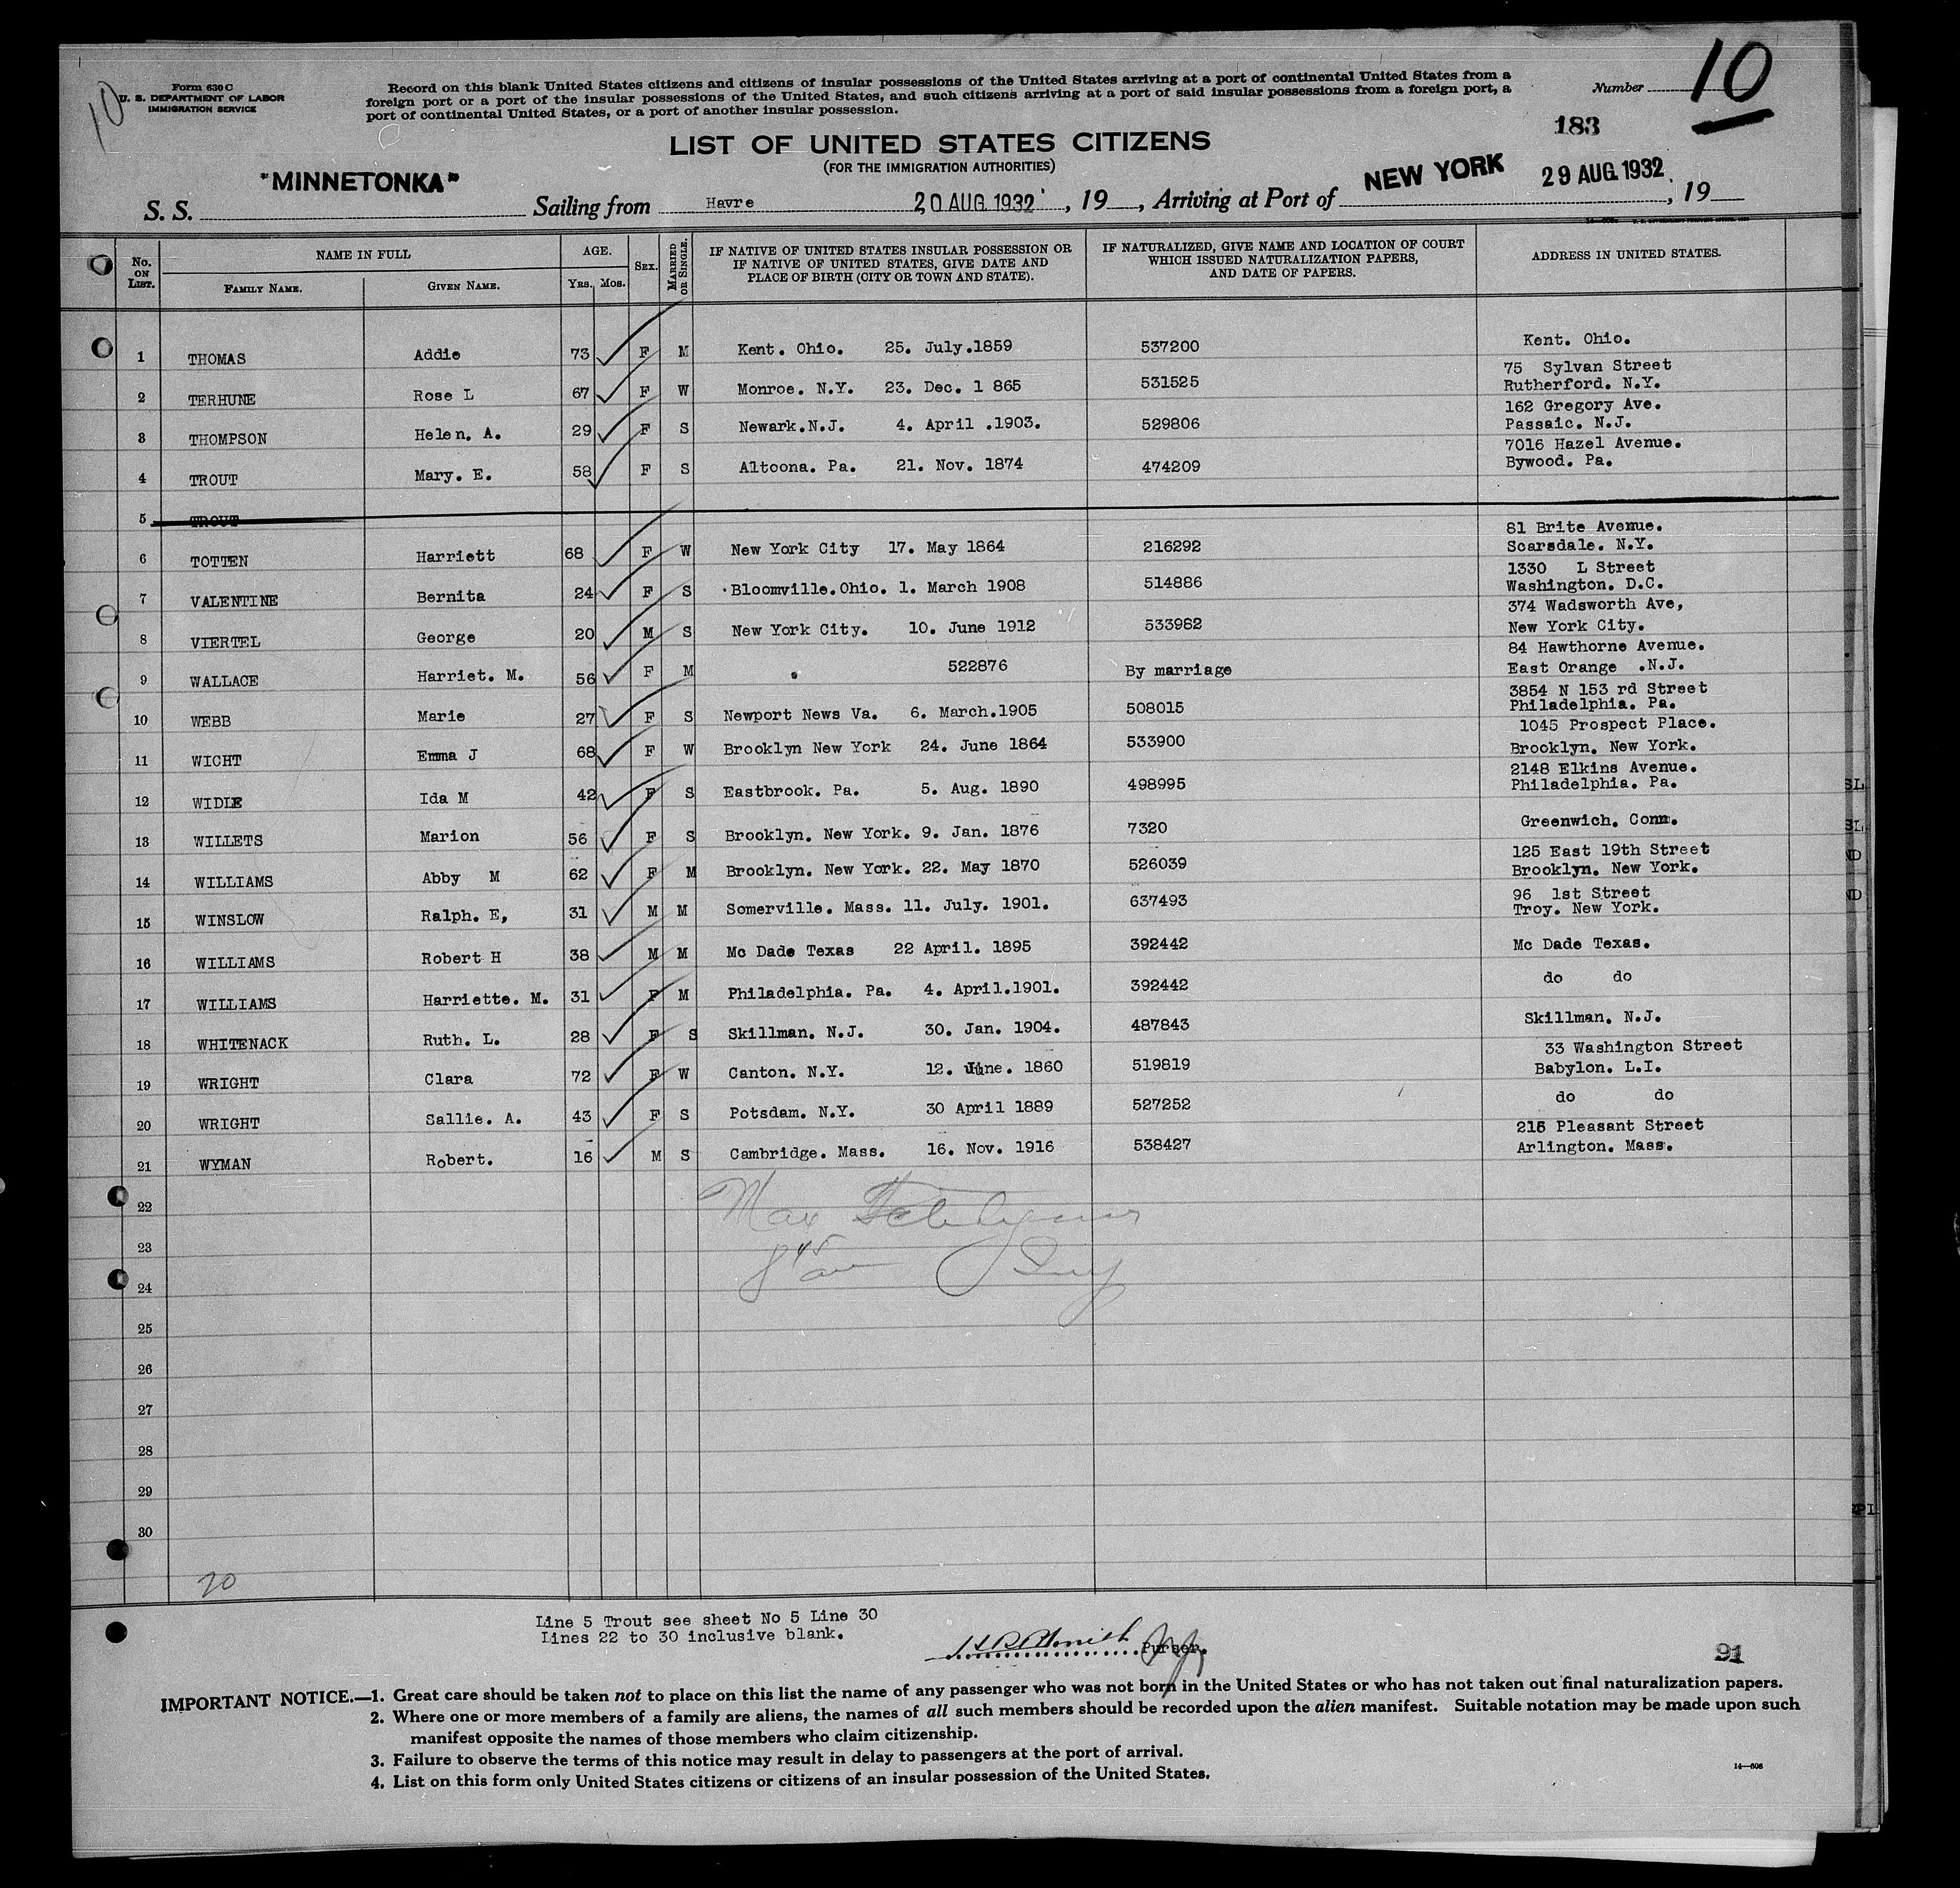 10
Form 630 C
U. S. DEPARTMENT OF LABOR
IMMIGRATION SERVICE
Record on this blank United States citizens and citizens of insular possessions of the United States arriving at a port of continental United States from a
foreign port or a port of the insular possessions of the United States, and such citizens arriving at a port of said insular possessions from a foreign port, a
port of continental United States, or a port of another insular possession.
Number 10
183
LIST OF UNITED STATES CITIZENS
(FOR THE IMMIGRATION AUTHORITIES)
S. S. "MINNETONKA" Sailing from Havre 20 AUG 1932, 19 , Arriving at Port of NEW YORK 29 AUG 1932, 19
No. ON LIST. NAME IN FULL FAMILY NAME. GIVEN NAME. AGE. YRS. MOS. SEX. MARRIED OR SINGLE. IF NATIVE OF UNITED STATES INSULAR POSSESSION OR IF NATIVE OF UNITED STATES, GIVE DATE AND PLACE OF BIRTH (CITY OR TOWN AND STATE). IF NATURALIZED, GIVE NAME AND LOCATION OF COURT WHICH ISSUED NATURALIZATION PAPERS, AND DATE OF PAPERS. ADDRESS IN UNITED STATES.
1 THOMAS Addie 73 F M Kent. Ohio. 25. July.1859 537200 Kent. Ohio.
2 TERHUNE Rose L 67 F W Monroe. N.Y. 23. Dec. 1 865 531525 75 Sylvan Street Rutherford. N.Y.
3 THOMPSON Helen. A. 29 F S Newark.N.J. 4. April .1903. 529806 162 Gregory Ave. Passaic. N.J.
4 TROUT Mary. E. 58 F S Altoona. Pa. 21. Nov. 1874 474209 7016 Hazel Avenue. Bywood. Pa.
5 TROUT
6 TOTTEN Harriett 68 F W New York City 17. May 1864 216292 81 Brite Avenue. Scarsdale. N.Y.
7 VALENTINE Bernita 24 F S Bloomville.Ohio. 1. March 1908 514886 1330 L Street Washington. D.C.
8 VIERTEL George 20 M S New York City. 10. June 1912 533982 374 Wadsworth Ave, New York City.
9 WALLACE Harriet. M. 56 F M 522876 By marriage 84 Hawthorne Avenue. East Orange .N.J.
10 WEBB Marie 27 F S Newport News Va. 6. March.1905 508015 3854 N 153 rd Street Philadelphia. Pa.
11 WICHT Emma J 68 F W Brooklyn New York 24. June 1864 533900 1045 Prospect Place. Brooklyn. New York.
12 WIDLE Ida M 42 F S Eastbrook. Pa. 5. Aug. 1890 498995 2148 Elkins Avenue. Philadelphia. Pa.
13 WILLETS Marion 56 F S Brooklyn. New York. 9. Jan. 1876 7320 Greenwich. Conn.
14 WILLIAMS Abby M 62 F M Brooklyn. New York. 22. May 1870 526039 125 East 19th Street Brooklyn. New York.
15 WINSLOW Ralph. E, 31 M M Somerville. Mass. 11. July. 1901. 637493 96 1st Street Troy. New York.
16 WILLIAMS Robert H 38 M M Mc Dade Texas 22 April. 1895 392442 Mc Dade Texas.
17 WILLIAMS Harriette. M. 31 F M Philadelphia. Pa. 4. April.1901. 392442 do do
18 WHITENACK Ruth. L. 28 F S Skillman. N.J. 30. Jan. 1904. 487843 Skillman. N.J.
19 WRIGHT Clara 72 F W Canton. N.Y. 12. June. 1860 519819 33 Washington Street Babylon. L.I.
20 WRIGHT Sallie. A. 43 F S Potsdam. N.Y. 30 April 1889 527252 do do
21 WYMAN Robert. 16 M S Cambridge. Mass. 16. Nov. 1916 538427 215 Pleasant Street Arlington. Mass.
22 Max
23
24
25
26
27
28
29
30
20
Line 5 Trout see sheet No 5 Line 30
Lines 22 to 30 inclusive blank.
Purser.
91
IMPORTANT NOTICE.—1. Great care should be taken not to place on this list the name of any passenger who was not born in the United States or who has not taken out final naturalization papers.
2. Where one or more members of a family are aliens, the names of all such members should be recorded upon the alien manifest. Suitable notation may be made upon such
manifest opposite the names of those members who claim citizenship.
3. Failure to observe the terms of this notice may result in delay to passengers at the port of arrival.
4. List on this form only United States citizens or citizens of an insular possession of the United States.
14—606